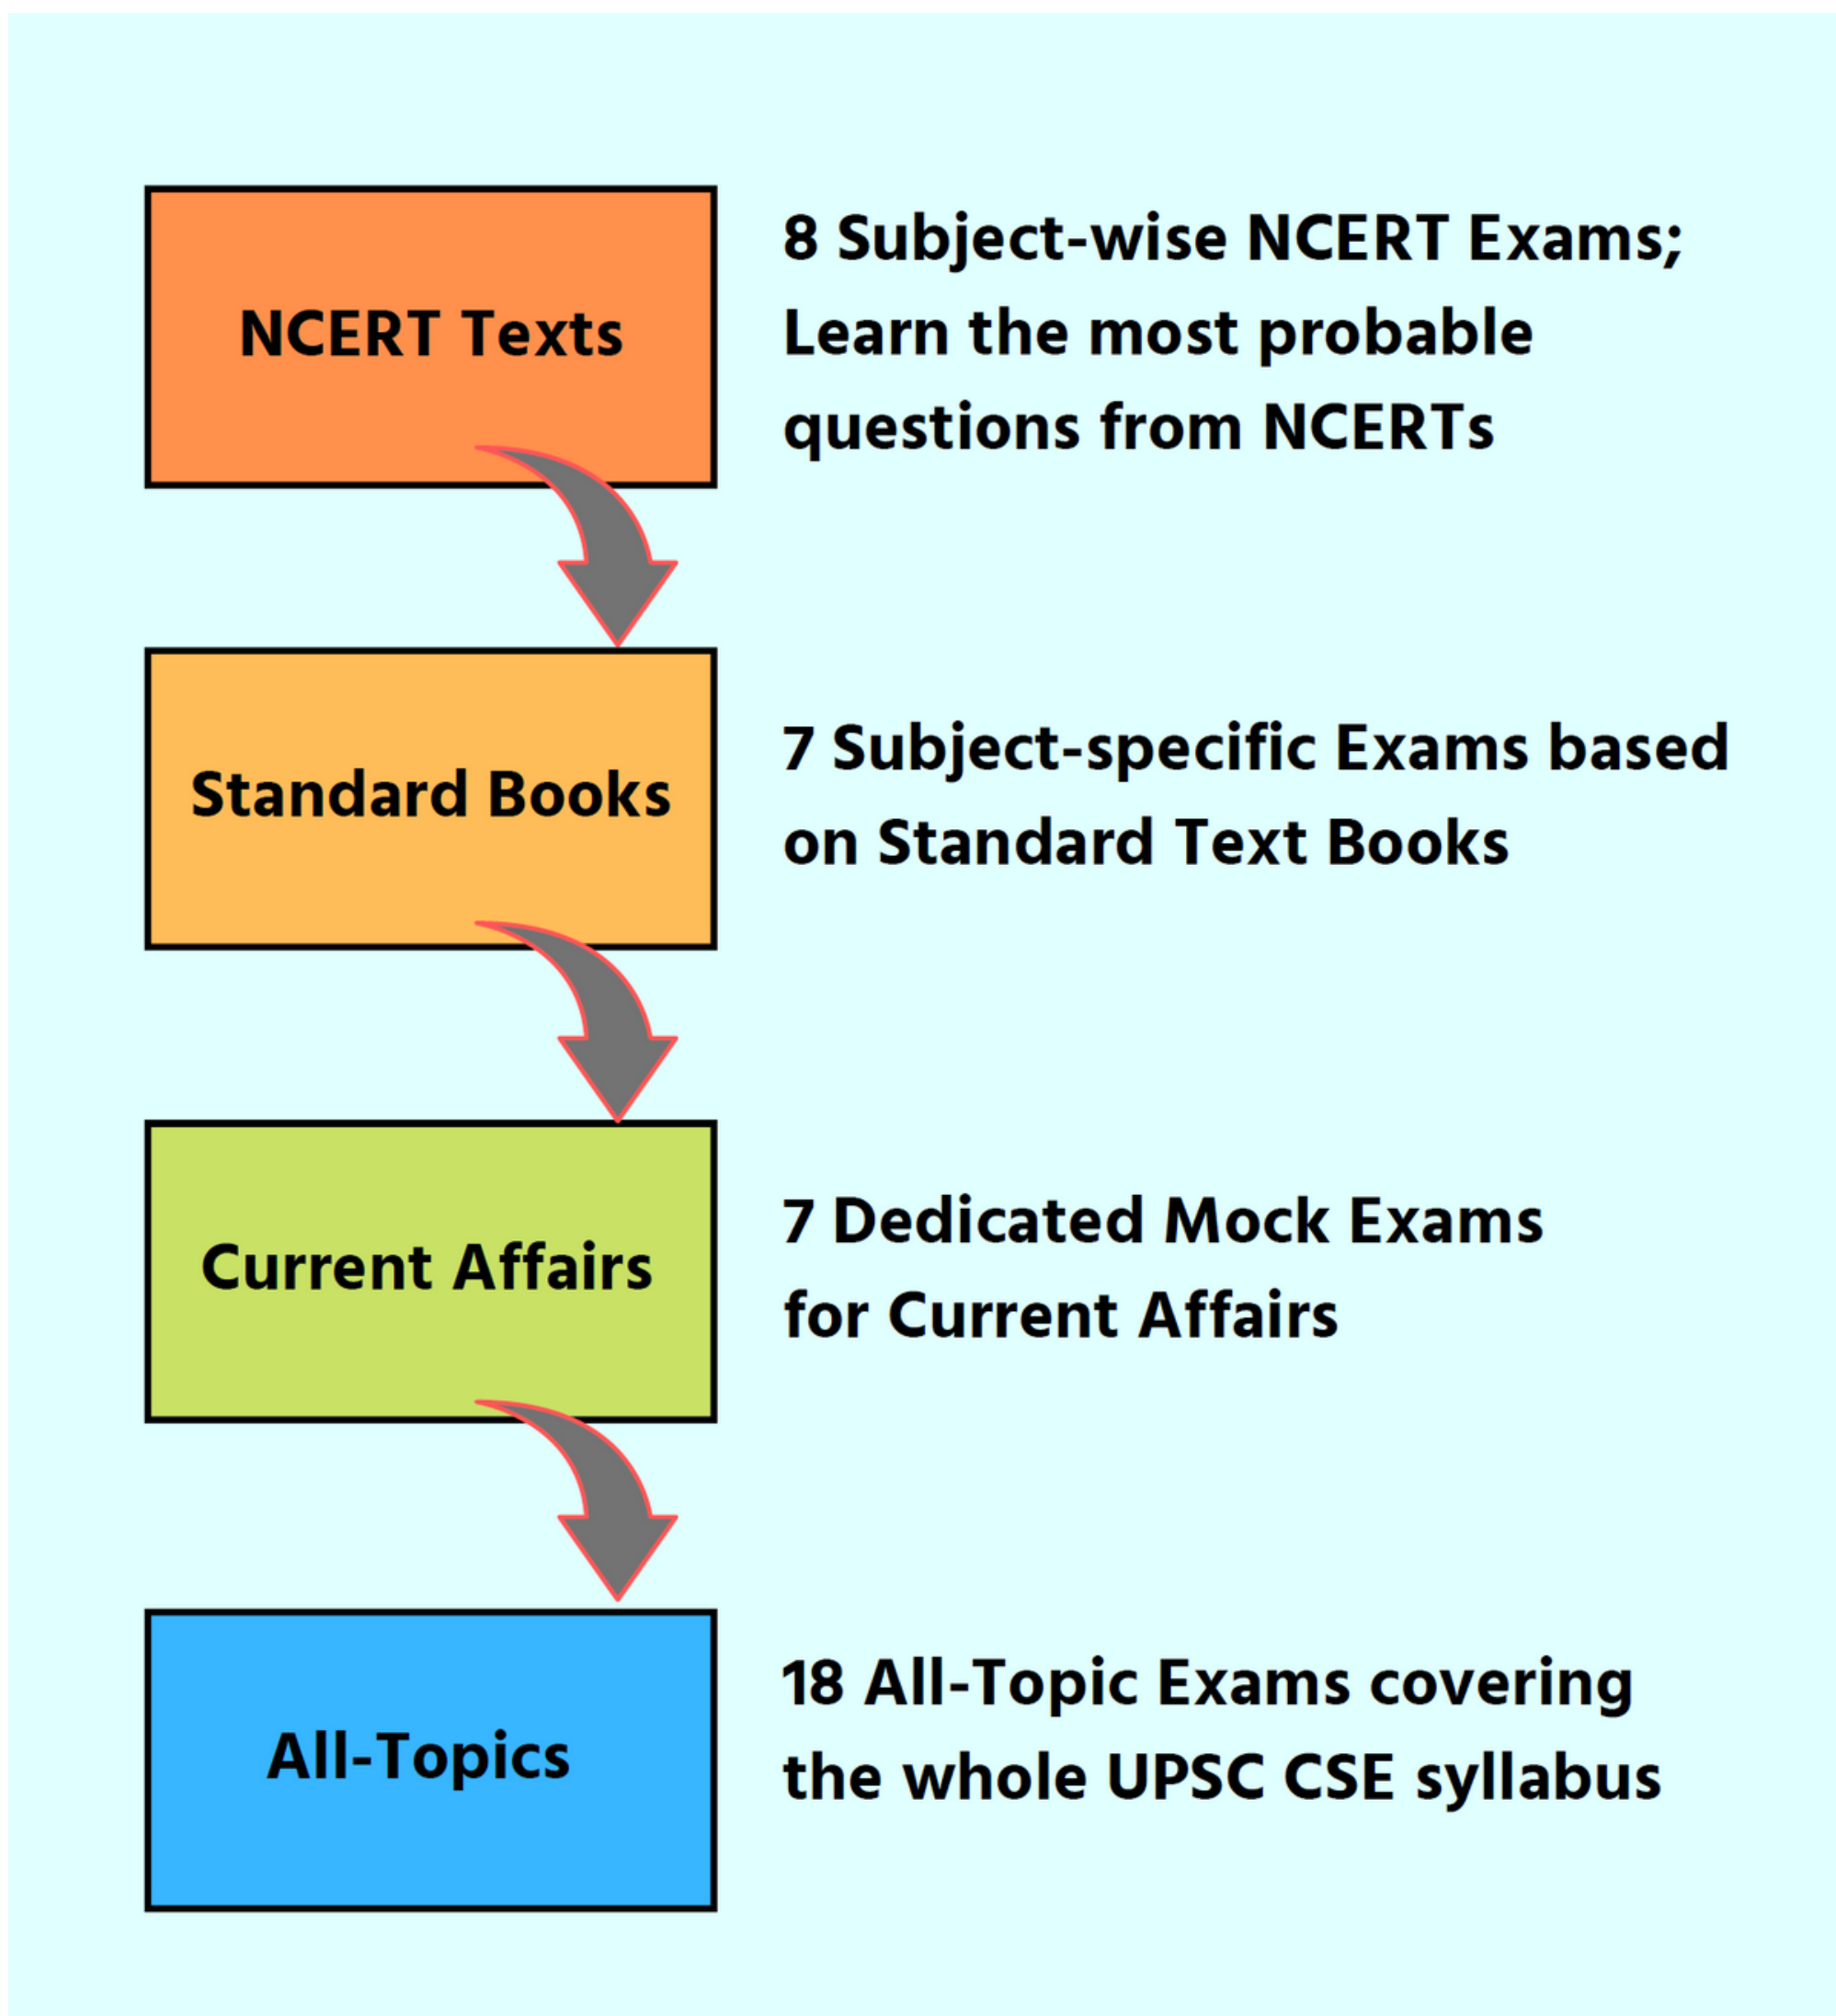 NCERT Texts
8 Subject-wise NCERT Exams;
Learn the most probable
questions from NCERTs
Standard Books
7 Subject-specific Exams based
on Standard Text Books
Current Affairs
7 Dedicated Mock Exams
for Current Affairs
All-Topics
18 All-Topic Exams covering
the whole UPSC CSE syllabus